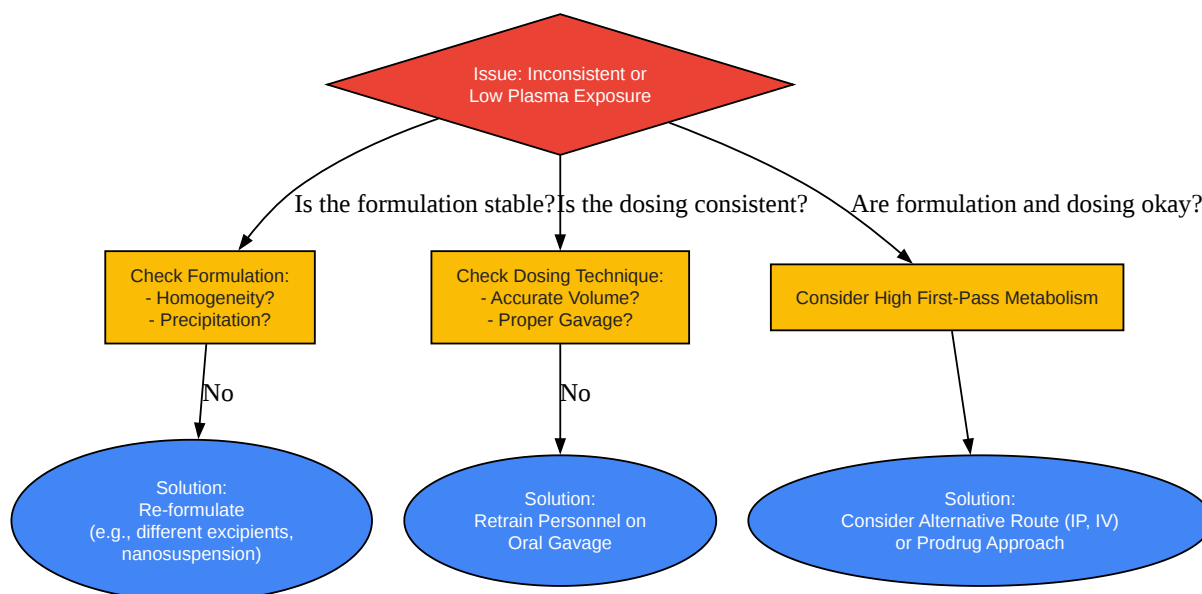 Issue: Inconsistent or
Low Plasma Exposure
Is the formulation stable?
Is the dosing consistent?
Are formulation and dosing okay?
Check Formulation:
- Homogeneity?
- Precipitation?
Check Dosing Technique:
- Accurate Volume?
- Proper Gavage?
Consider High First-Pass Metabolism
No
No
Solution:
Re-formulate
(e.g., different excipients,
nanosuspension)
Solution:
Retrain Personnel on
Oral Gavage
Solution:
Consider Alternative Route (IP, IV)
or Prodrug Approach